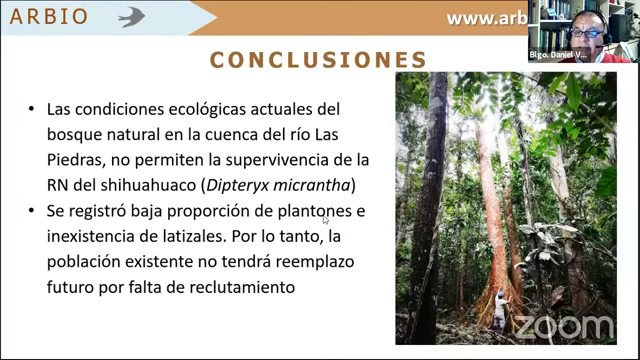 ARBIO
www.arb
Blgo. Daniel V...
CONCLUSIONES
• Las condiciones ecológicas actuales del
bosque natural en la cuenca del río Las
Piedras, no permiten la supervivencia de la
RN del shihuahuaco (Dipteryx micrantha)
• Se registró baja proporción de plantones e
inexistencia de latizales. Por lo tanto, la
población existente no tendrá reemplazo
futuro por falta de reclutamiento
zoom